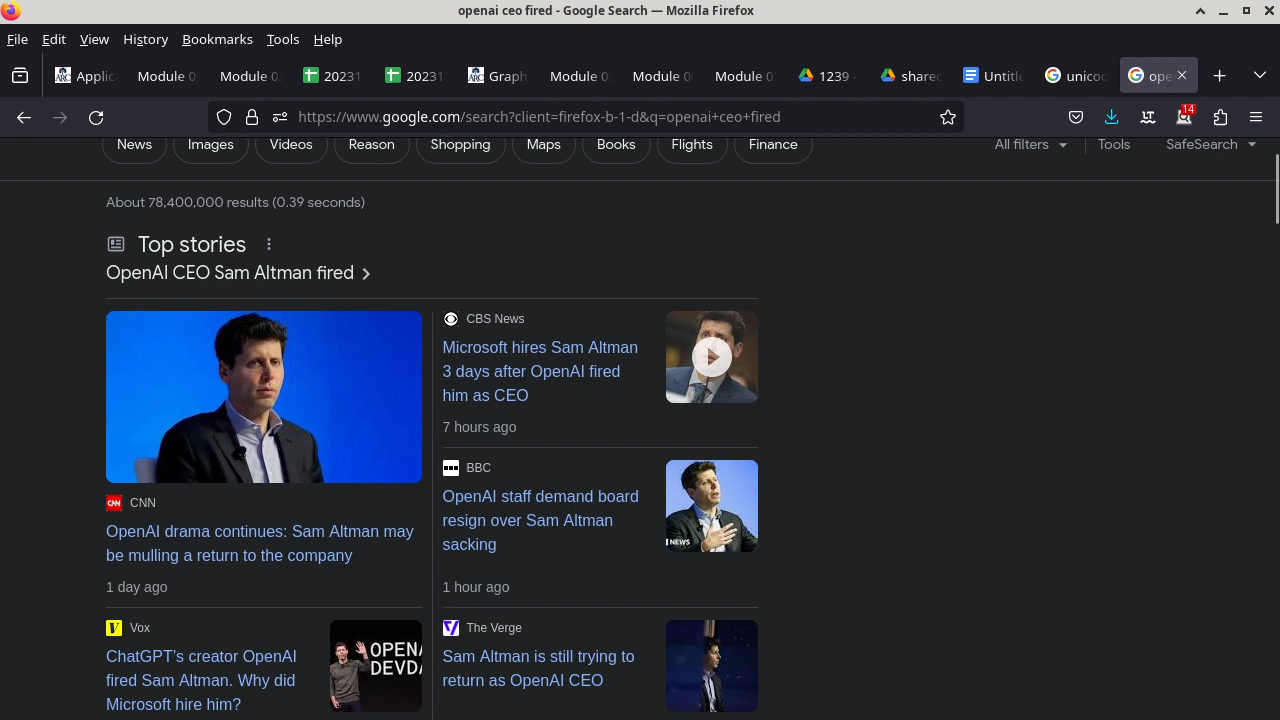 openai ceo fired - Google Search — Mozilla Firefox
File Edit View History Bookmarks Tools Help
Applic Module 0 Module 0 20231 20231 Graph Module 0 Module 0 Module 0 1239 - shared Untitle unico ope
https://www.google.com/search?client=firefox-b-1-d&q=openai+ceo+fired 14
News Images Videos Reason Shopping Maps Books Flights Finance All filters Tools SafeSearch
About 78,400,000 results (0.39 seconds)
Top stories
OpenAI CEO Sam Altman fired
CNN
OpenAI drama continues: Sam Altman may
be mulling a return to the company
1 day ago
Vox
ChatGPT’s creator OpenAI
fired Sam Altman. Why did
Microsoft hire him?
OPENA
DEVDA
CBS News
Microsoft hires Sam Altman
3 days after OpenAI fired
him as CEO
7 hours ago
BBC
OpenAI staff demand board
resign over Sam Altman
sacking
NEWS
1 hour ago
The Verge
Sam Altman is still trying to
return as OpenAI CEO